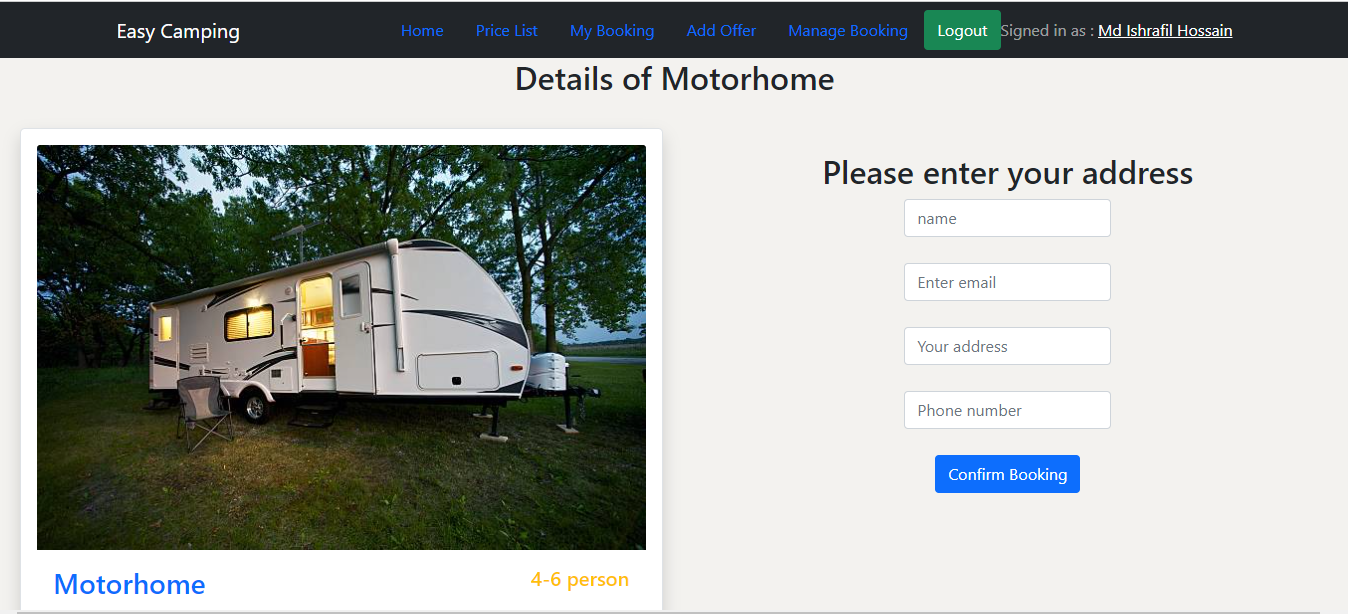 Easy Camping Home Price List My Booking Add Offer Manage Booking Logout Signed in as : Md Ishrafil Hossain
Details of Motorhome
Please enter your address
name
Enter email
Your address
Phone number
Confirm Booking
Motorhome 4-6 person